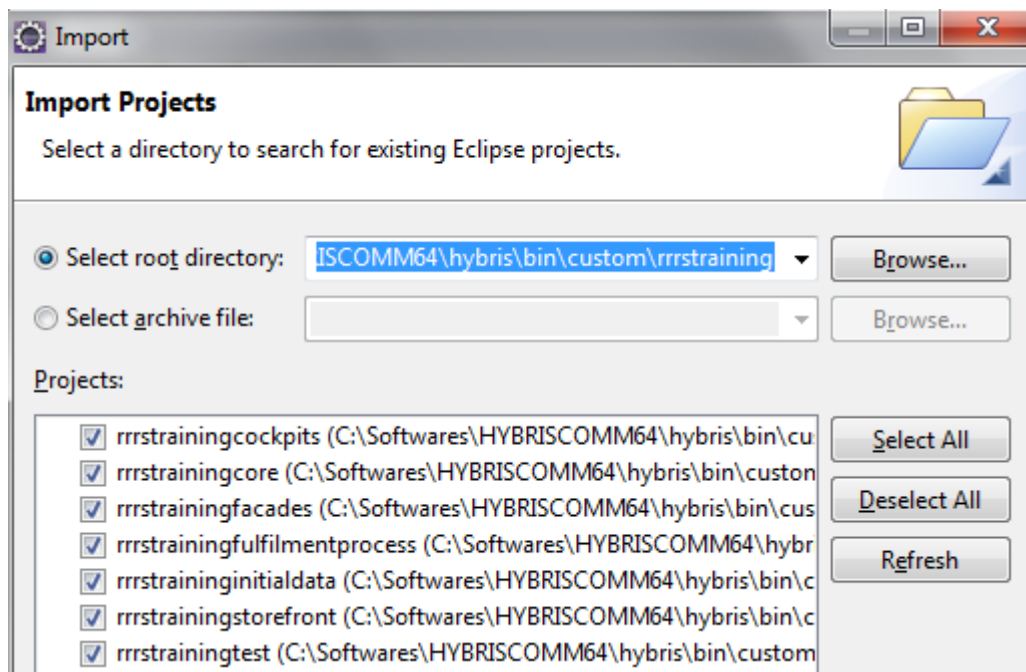 Import
Import Projects
Select a directory to search for existing Eclipse projects.
Select root directory: ISCOMM64\hybris\bin\custom\rrrstraining Browse...
Select archive file: Browse...
Projects:
rrrstrainingcockpits (C:\Softwares\HYBRISCOMM64\hybris\bin\cu
Select All
rrrstrainingcore (C:\Softwares\HYBRISCOMM64\hybris\bin\custom
rrrstrainingfacades (C:\Softwares\HYBRISCOMM64\hybris\bin\cus
Deselect All
rrrstrainingfulfilmentprocess (C:\Softwares\HYBRISCOMM64\hybr
Refresh
rrrstraininginitialdata (C:\Softwares\HYBRISCOMM64\hybris\bin\c
rrrstrainingstorefront (C:\Softwares\HYBRISCOMM64\hybris\bin\c
rrrstrainingtest (C:\Softwares\HYBRISCOMM64\hybris\bin\custom